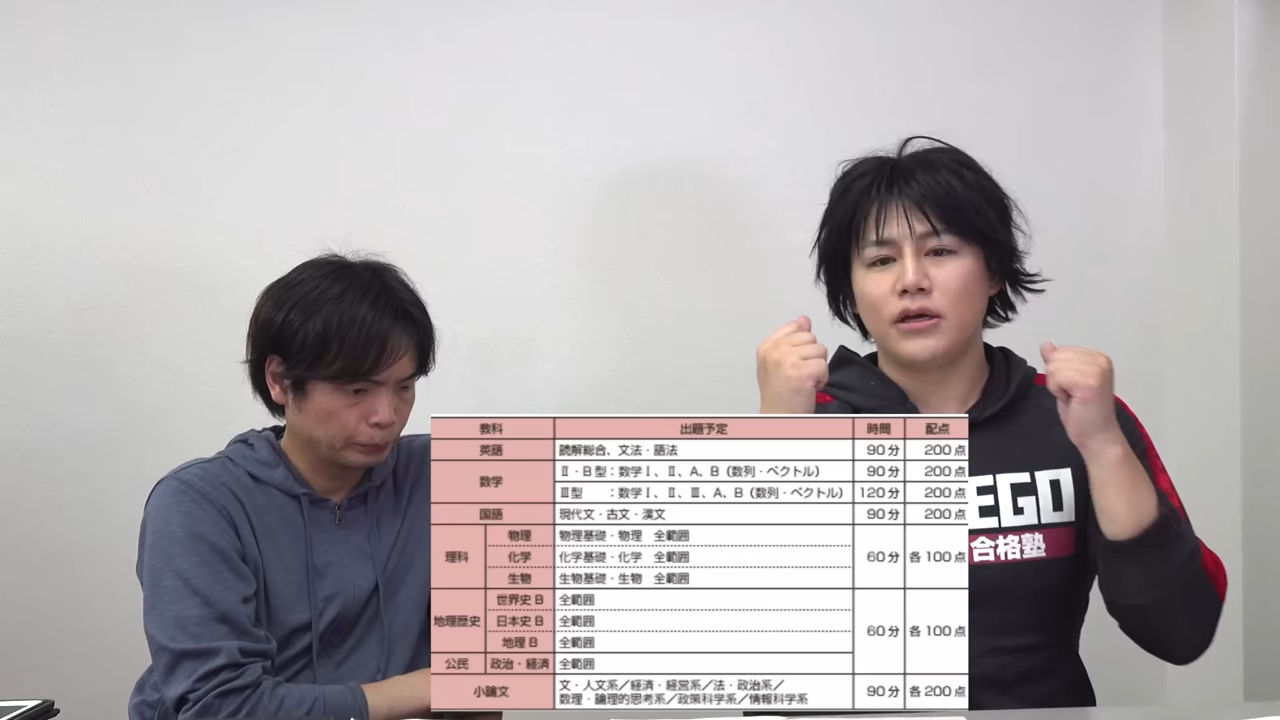 教科 出題予定 時間 配点
英語 読解総合、文法・語法 90分 200点
数学 Ⅱ・B型:数学Ⅰ、Ⅱ、A、B(数列・ベクトル) 90分 200点
Ⅲ型 :数学Ⅰ、Ⅱ、Ⅲ、A、B(数列・ベクトル) 120分 200点
国語 現代文・古文・漢文 90分 200点
理科 物理 物理基礎・物理 全範囲 60分 各100点
化学 化学基礎・化学 全範囲
生物 生物基礎・生物 全範囲
地理歴史 世界史B 全範囲 60分 各100点
日本史B 全範囲
地理B 全範囲
公民 政治・経済 全範囲
小論文 文・人文系/経済・経営系/法・政治系/ 90分 各200点
数理・論理的思考系/政策科学系/情報科学系
EGO
合格塾